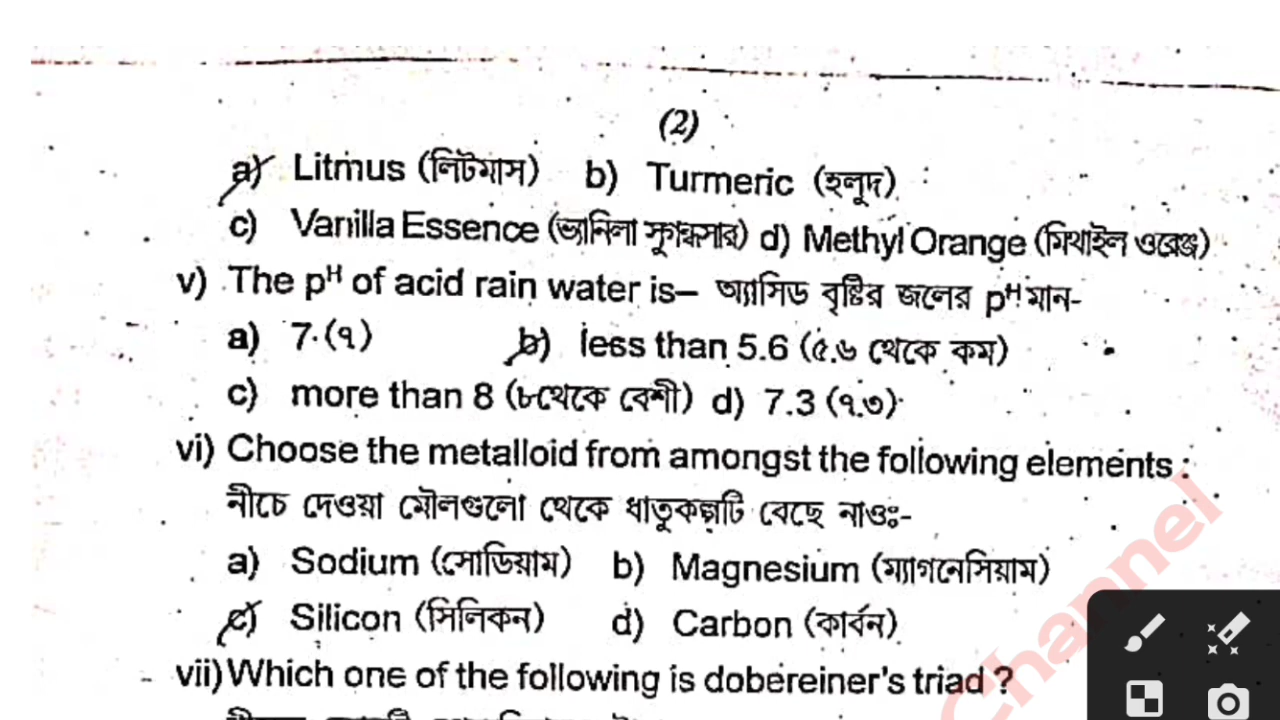 (2)
a) Litmus (লিটমাস) b) Turmeric (হলুদ)
c) Vanilla Essence (ভ্যানিলা সুগন্ধসার) d) Methyl Orange (মিথাইল ওরেঞ্জ)
v) The pH of acid rain water is– অ্যাসিড বৃষ্টির জলের pH মান-
a) 7 (৭) b) less than 5.6 (৫.৬ থেকে কম)
c) more than 8 (৮থেকে বেশী) d) 7.3 (৭.৩)
vi) Choose the metalloid from amongst the following elements :
নীচে দেওয়া মৌলগুলো থেকে ধাতুকল্পটি বেছে নাওঃ-
a) Sodium (সোডিয়াম) b) Magnesium (ম্যাগনেসিয়াম)
c) Silicon (সিলিকন) d) Carbon (কার্বন)
vii) Which one of the following is dobereiner's triad ?
Channel